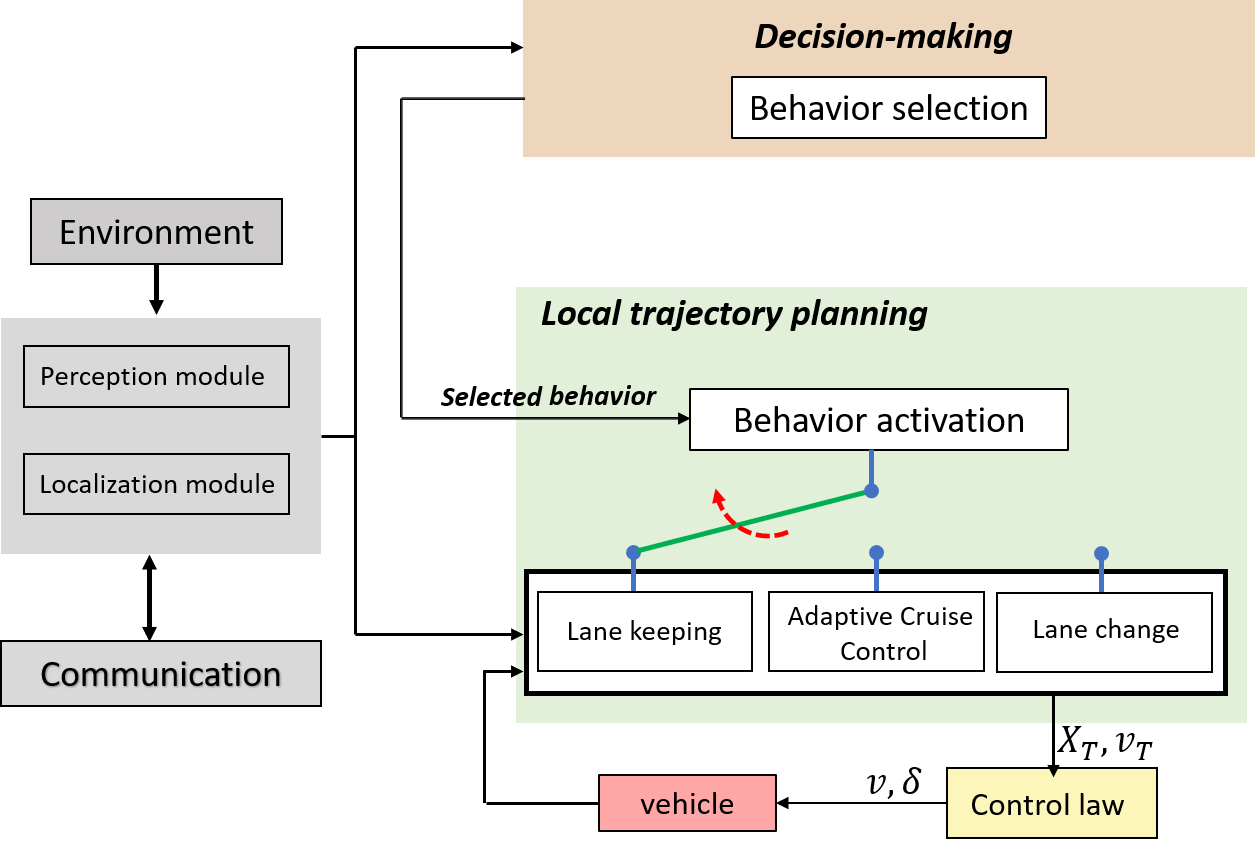 Decision-making
Behavior selection
Environment
Perception module
Localization module
Communication
Local trajectory planning
Selected behavior
Behavior activation
Lane keeping
Adaptive Cruise
Control
Lane change
X_T, v_T
v, δ
vehicle
Control law